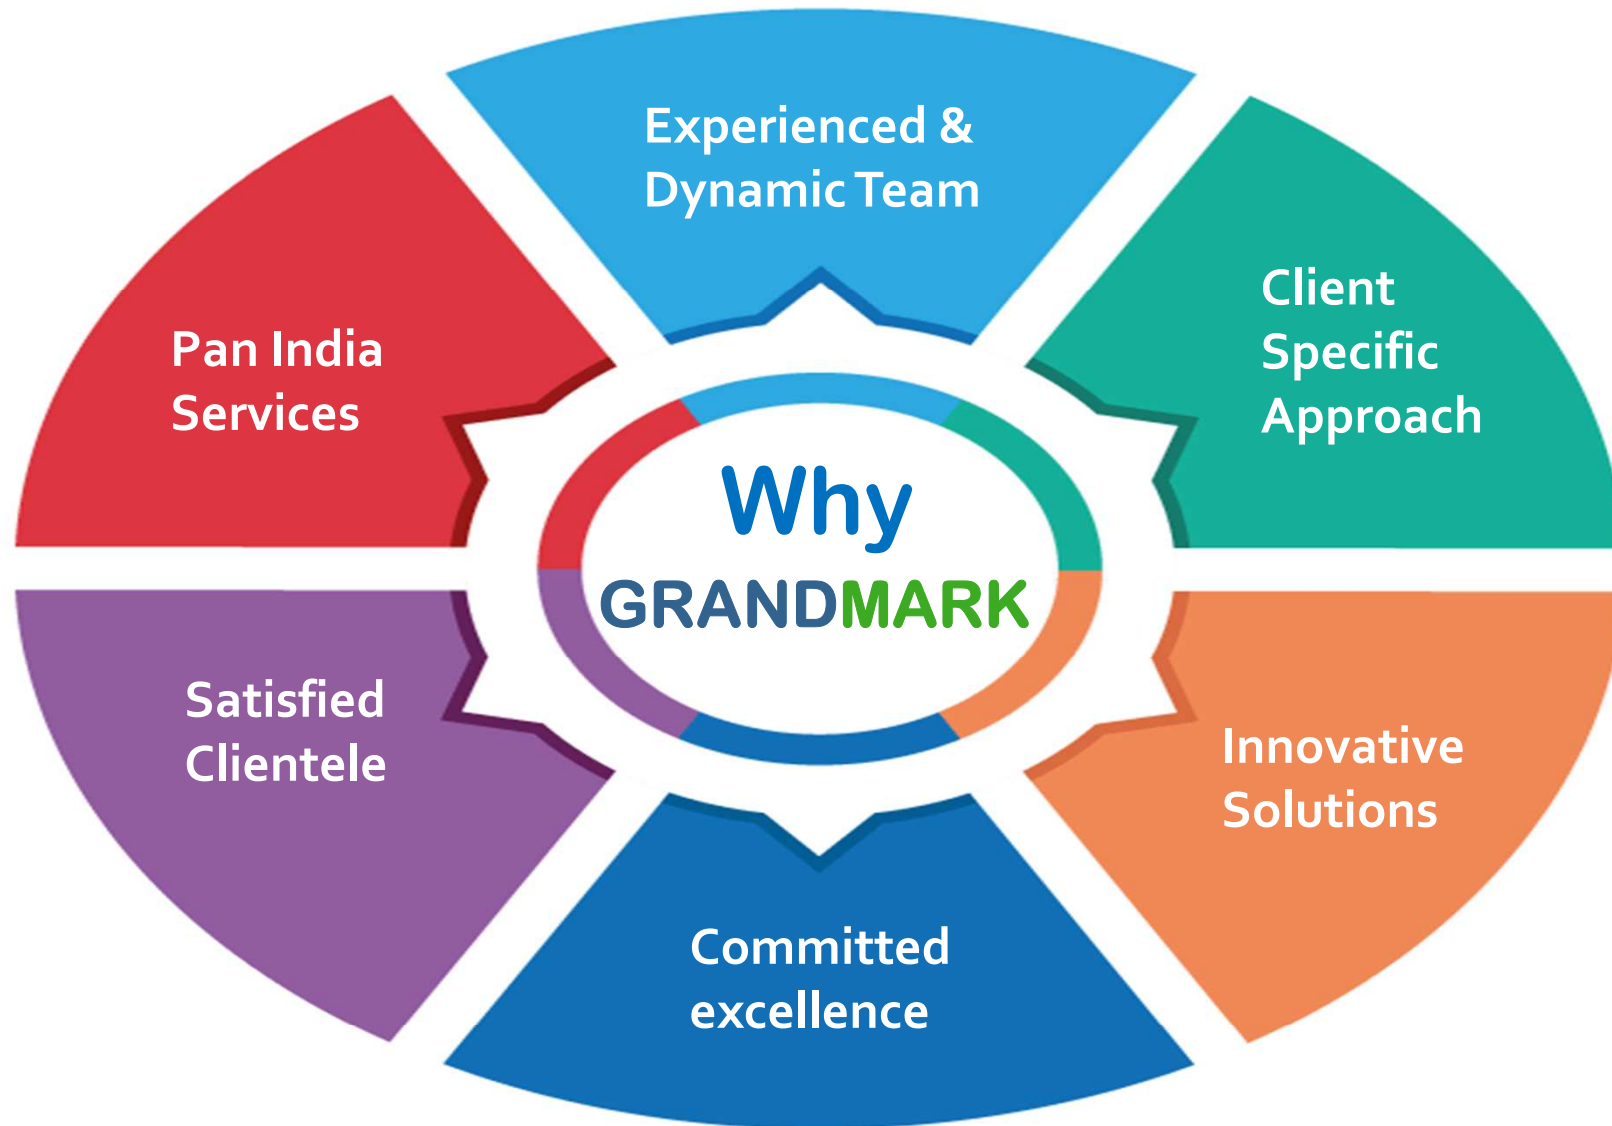 Experienced &
Dynamic Team
Client
Specific
Approach
Pan India
Services
Why
GRANDMARK
Satisfied
Clientele
Innovative
Solutions
Committed
excellence